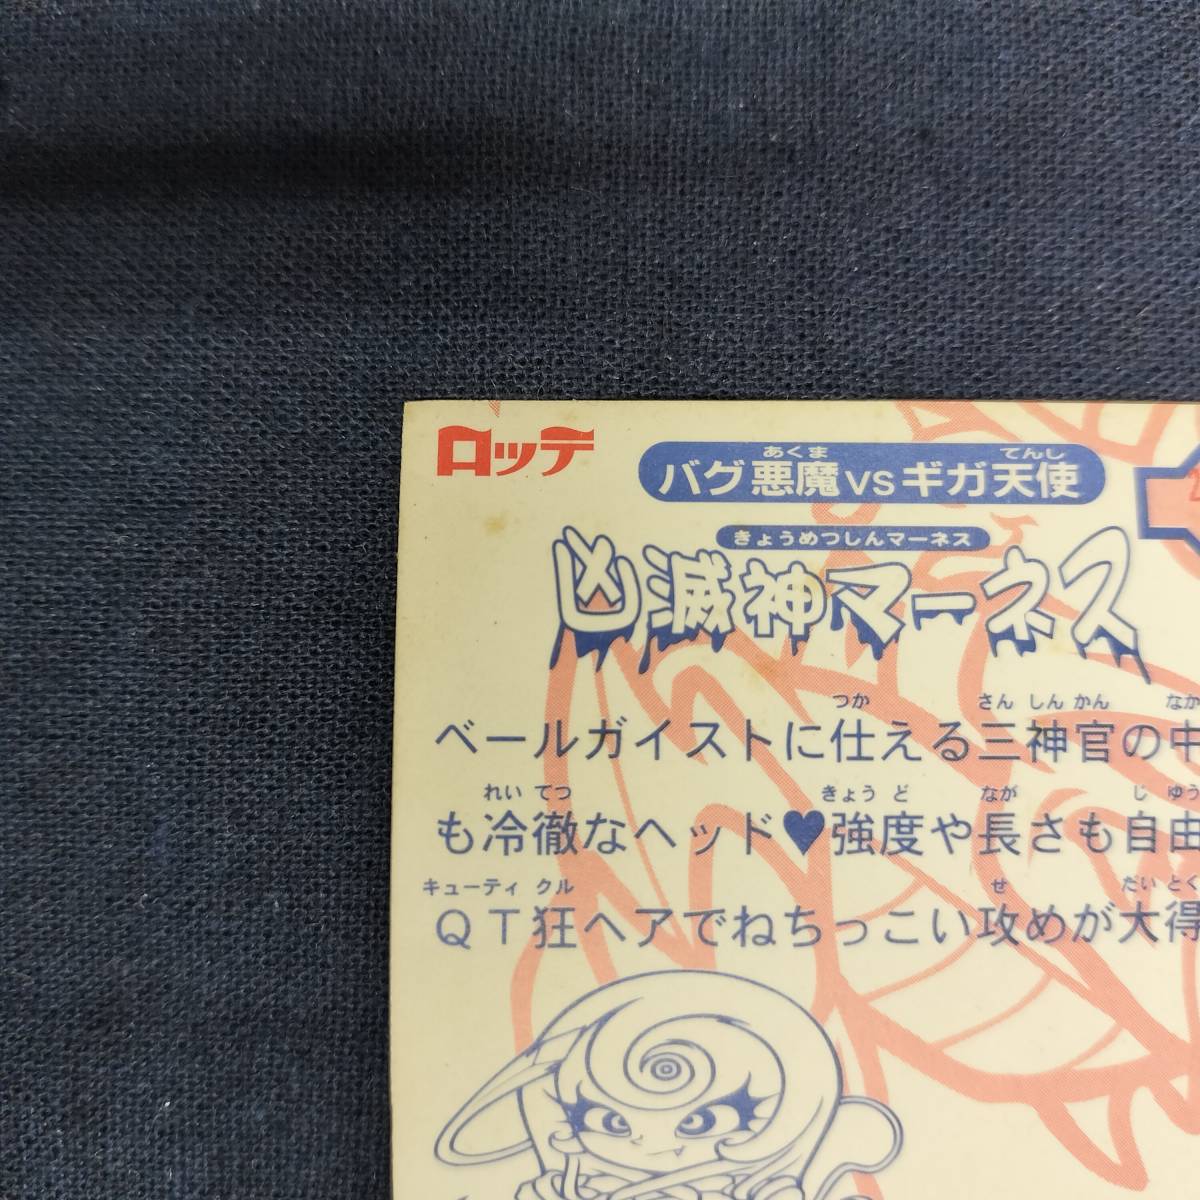 ロッテ
あくま てんし
バグ悪魔VSギガ天使
きょうめつしんマーネス
凶滅神マーネス
つか さんしんかん なか
ベールガイストに仕える三神官の中
れいてつ きょうど なが じゆう
も冷徹なヘッド♥強度や長さも自由
キューティクル せ だいとく
QT狂ヘアでねちっこい攻めが大得